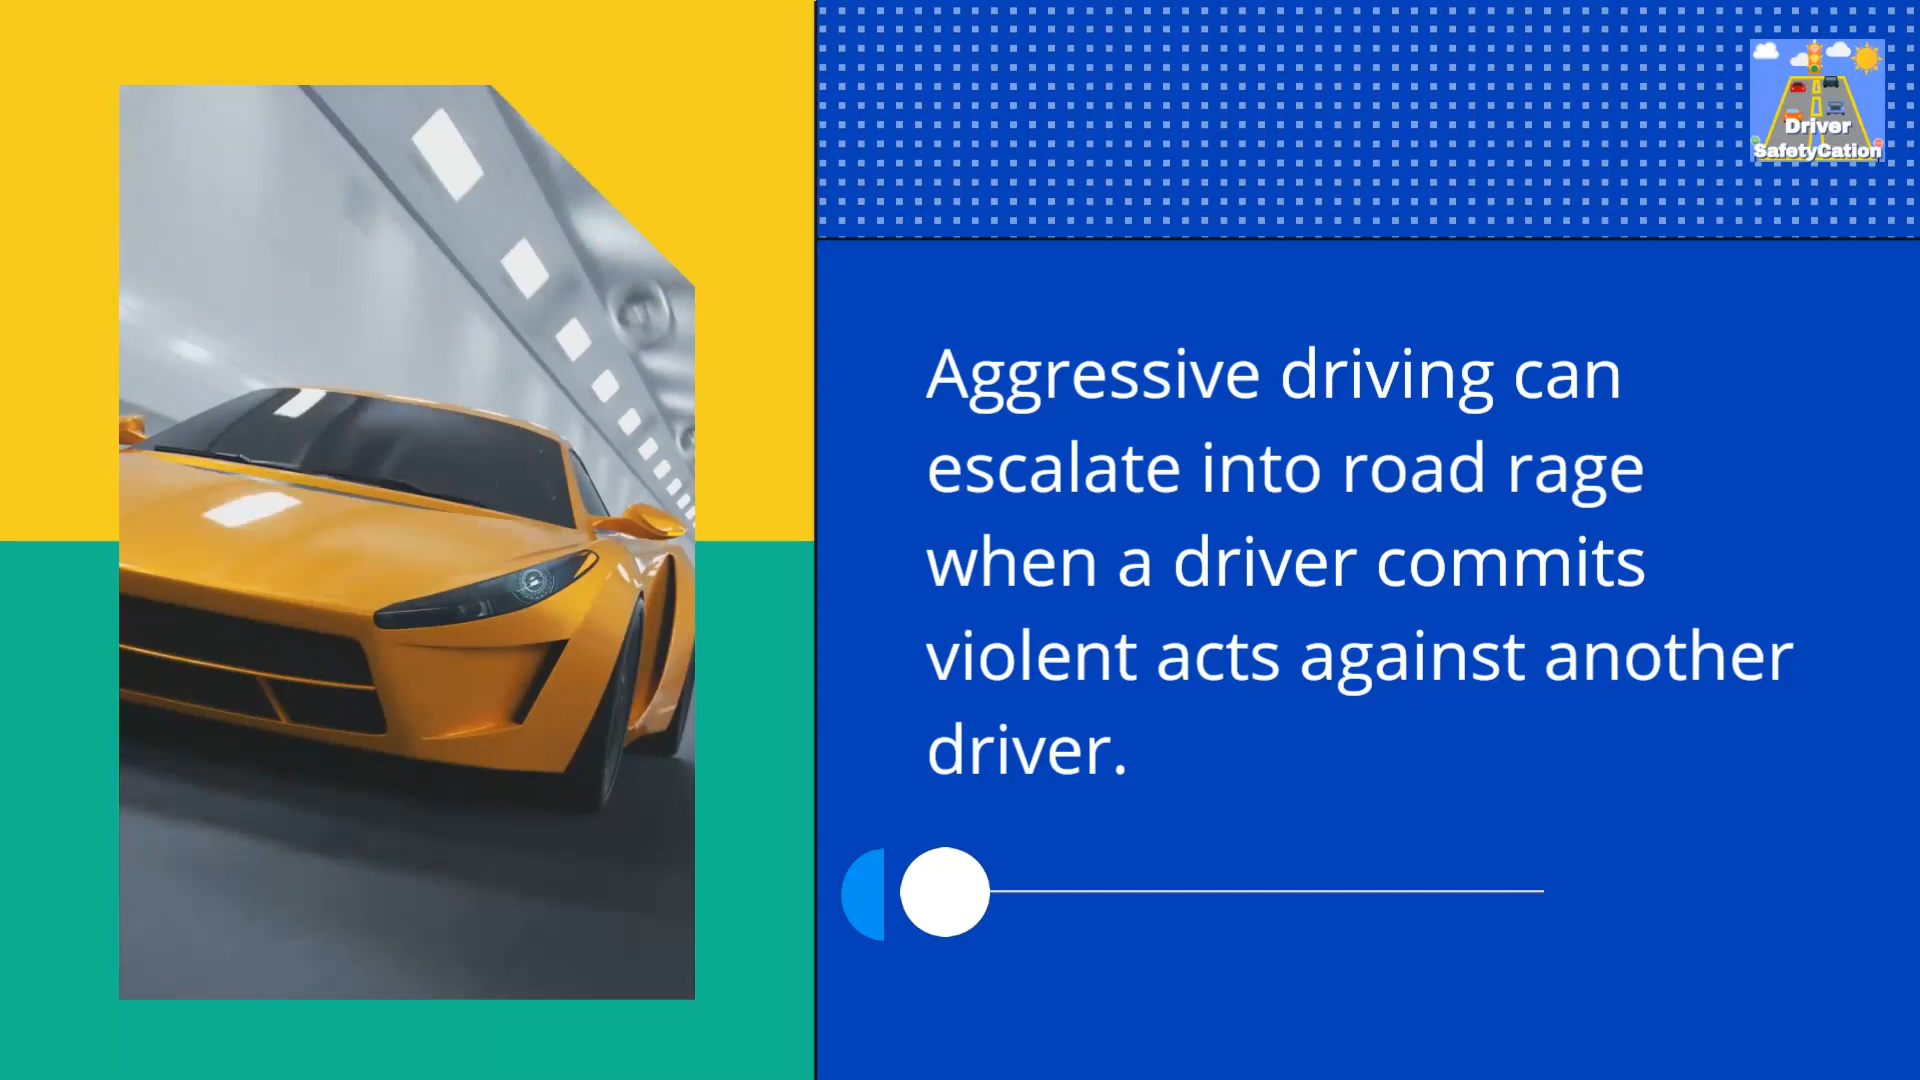 Driver
SafetyCation
Aggressive driving can
escalate into road rage
when a driver commits
violent acts against another
driver.